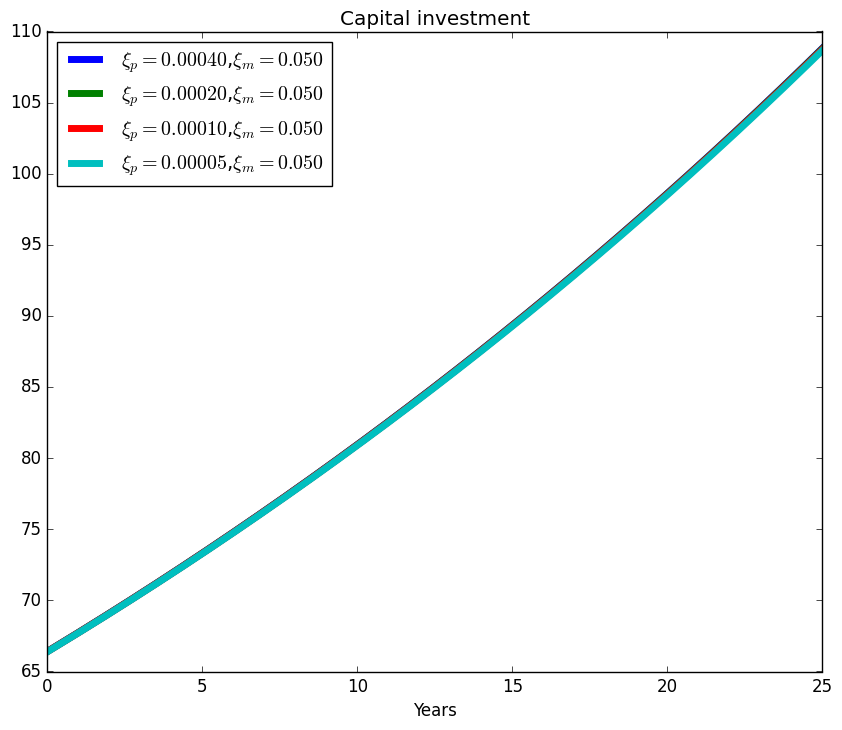 Capital investment
110
105
100
95
90
85
80
75
70
65
ξₚ = 0.00040,ξₘ = 0.050
ξₚ = 0.00020,ξₘ = 0.050
ξₚ = 0.00010,ξₘ = 0.050
ξₚ = 0.00005,ξₘ = 0.050
0 5 10 15 20 25
Years